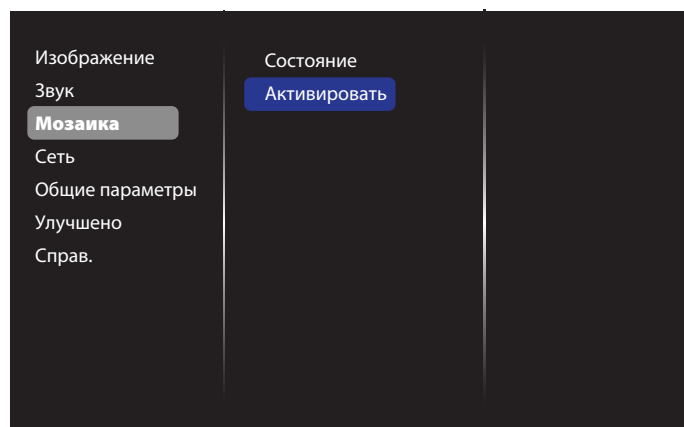 Изображение
Звук
Мозаика
Сеть
Общие параметры
Улучшено
Справ.
Состояние
Активировать